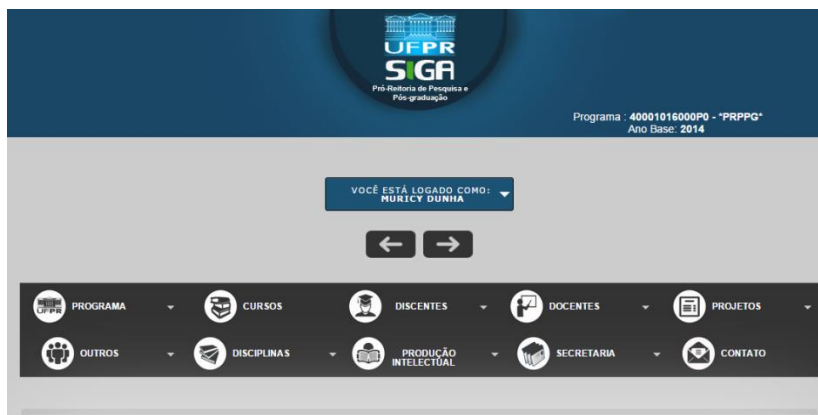 UFPR
SIGA
Pró-Reitoria de Pesquisa e
Pós-graduação
Programa : 40001016000P0 - *PRPPG*
Ano Base: 2014
VOCÊ ESTÁ LOGADO COMO:
MURICY DUNHA
UFPR PROGRAMA
CURSOS
DISCENTES
DOCENTES
PROJETOS
OUTROS
DISCIPLINAS
PRODUÇÃO
INTELECTUAL
SECRETARIA
CONTATO